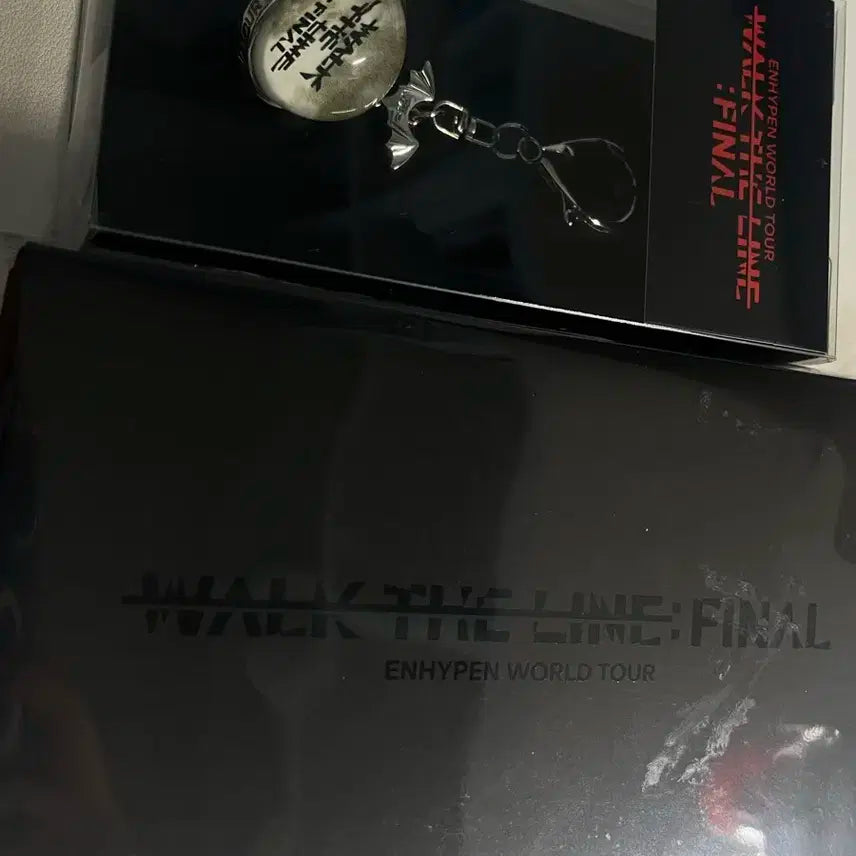 WALK
THE LINE
FINAL
ENHYPEN WORLD TOUR
WALK THE LINE
:FINAL
WALK THE LINE:FINAL
ENHYPEN WORLD TOUR